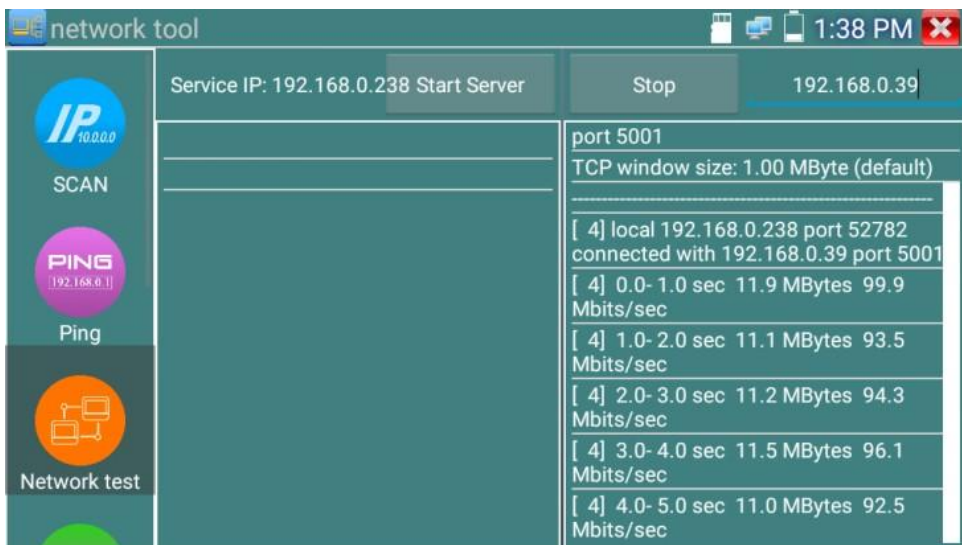 network tool
1:38 PM
IP
10.0.0.0
SCAN
PING
192.168.0.1
Ping
Network test
Service IP: 192.168.0.238 Start Server
Stop
192.168.0.39
port 5001
TCP window size: 1.00 MByte (default)
------------------------------------------------------------
[ 4] local 192.168.0.238 port 52782
connected with 192.168.0.39 port 5001
[ 4] 0.0- 1.0 sec 11.9 MBytes 99.9
Mbits/sec
[ 4] 1.0- 2.0 sec 11.1 MBytes 93.5
Mbits/sec
[ 4] 2.0- 3.0 sec 11.2 MBytes 94.3
Mbits/sec
[ 4] 3.0- 4.0 sec 11.5 MBytes 96.1
Mbits/sec
[ 4] 4.0- 5.0 sec 11.0 MBytes 92.5
Mbits/sec